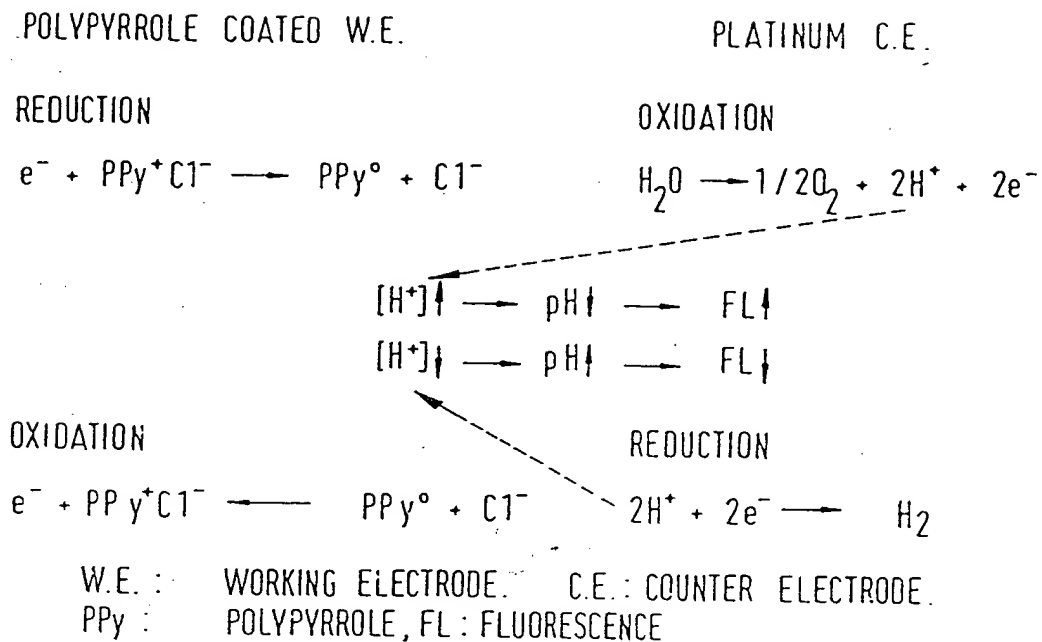 POLYPYRROLE COATED W.E. PLATINUM C.E.
REDUCTION OXIDATION
e⁻ + PPy⁺Cl⁻ → PPy° + Cl⁻ H₂O → 1/2O₂ + 2H⁺ + 2e⁻
[H⁺]↑ → pH↓ → FL↑
[H⁺]↓ → pH↑ → FL↓
OXIDATION REDUCTION
e⁻ + PPy⁺Cl⁻ ← PPy° + Cl⁻ 2H⁺ + 2e⁻ → H₂
W.E.: WORKING ELECTRODE. C.E.: COUNTER ELECTRODE.
PPy: POLYPYRROLE, FL: FLUORESCENCE